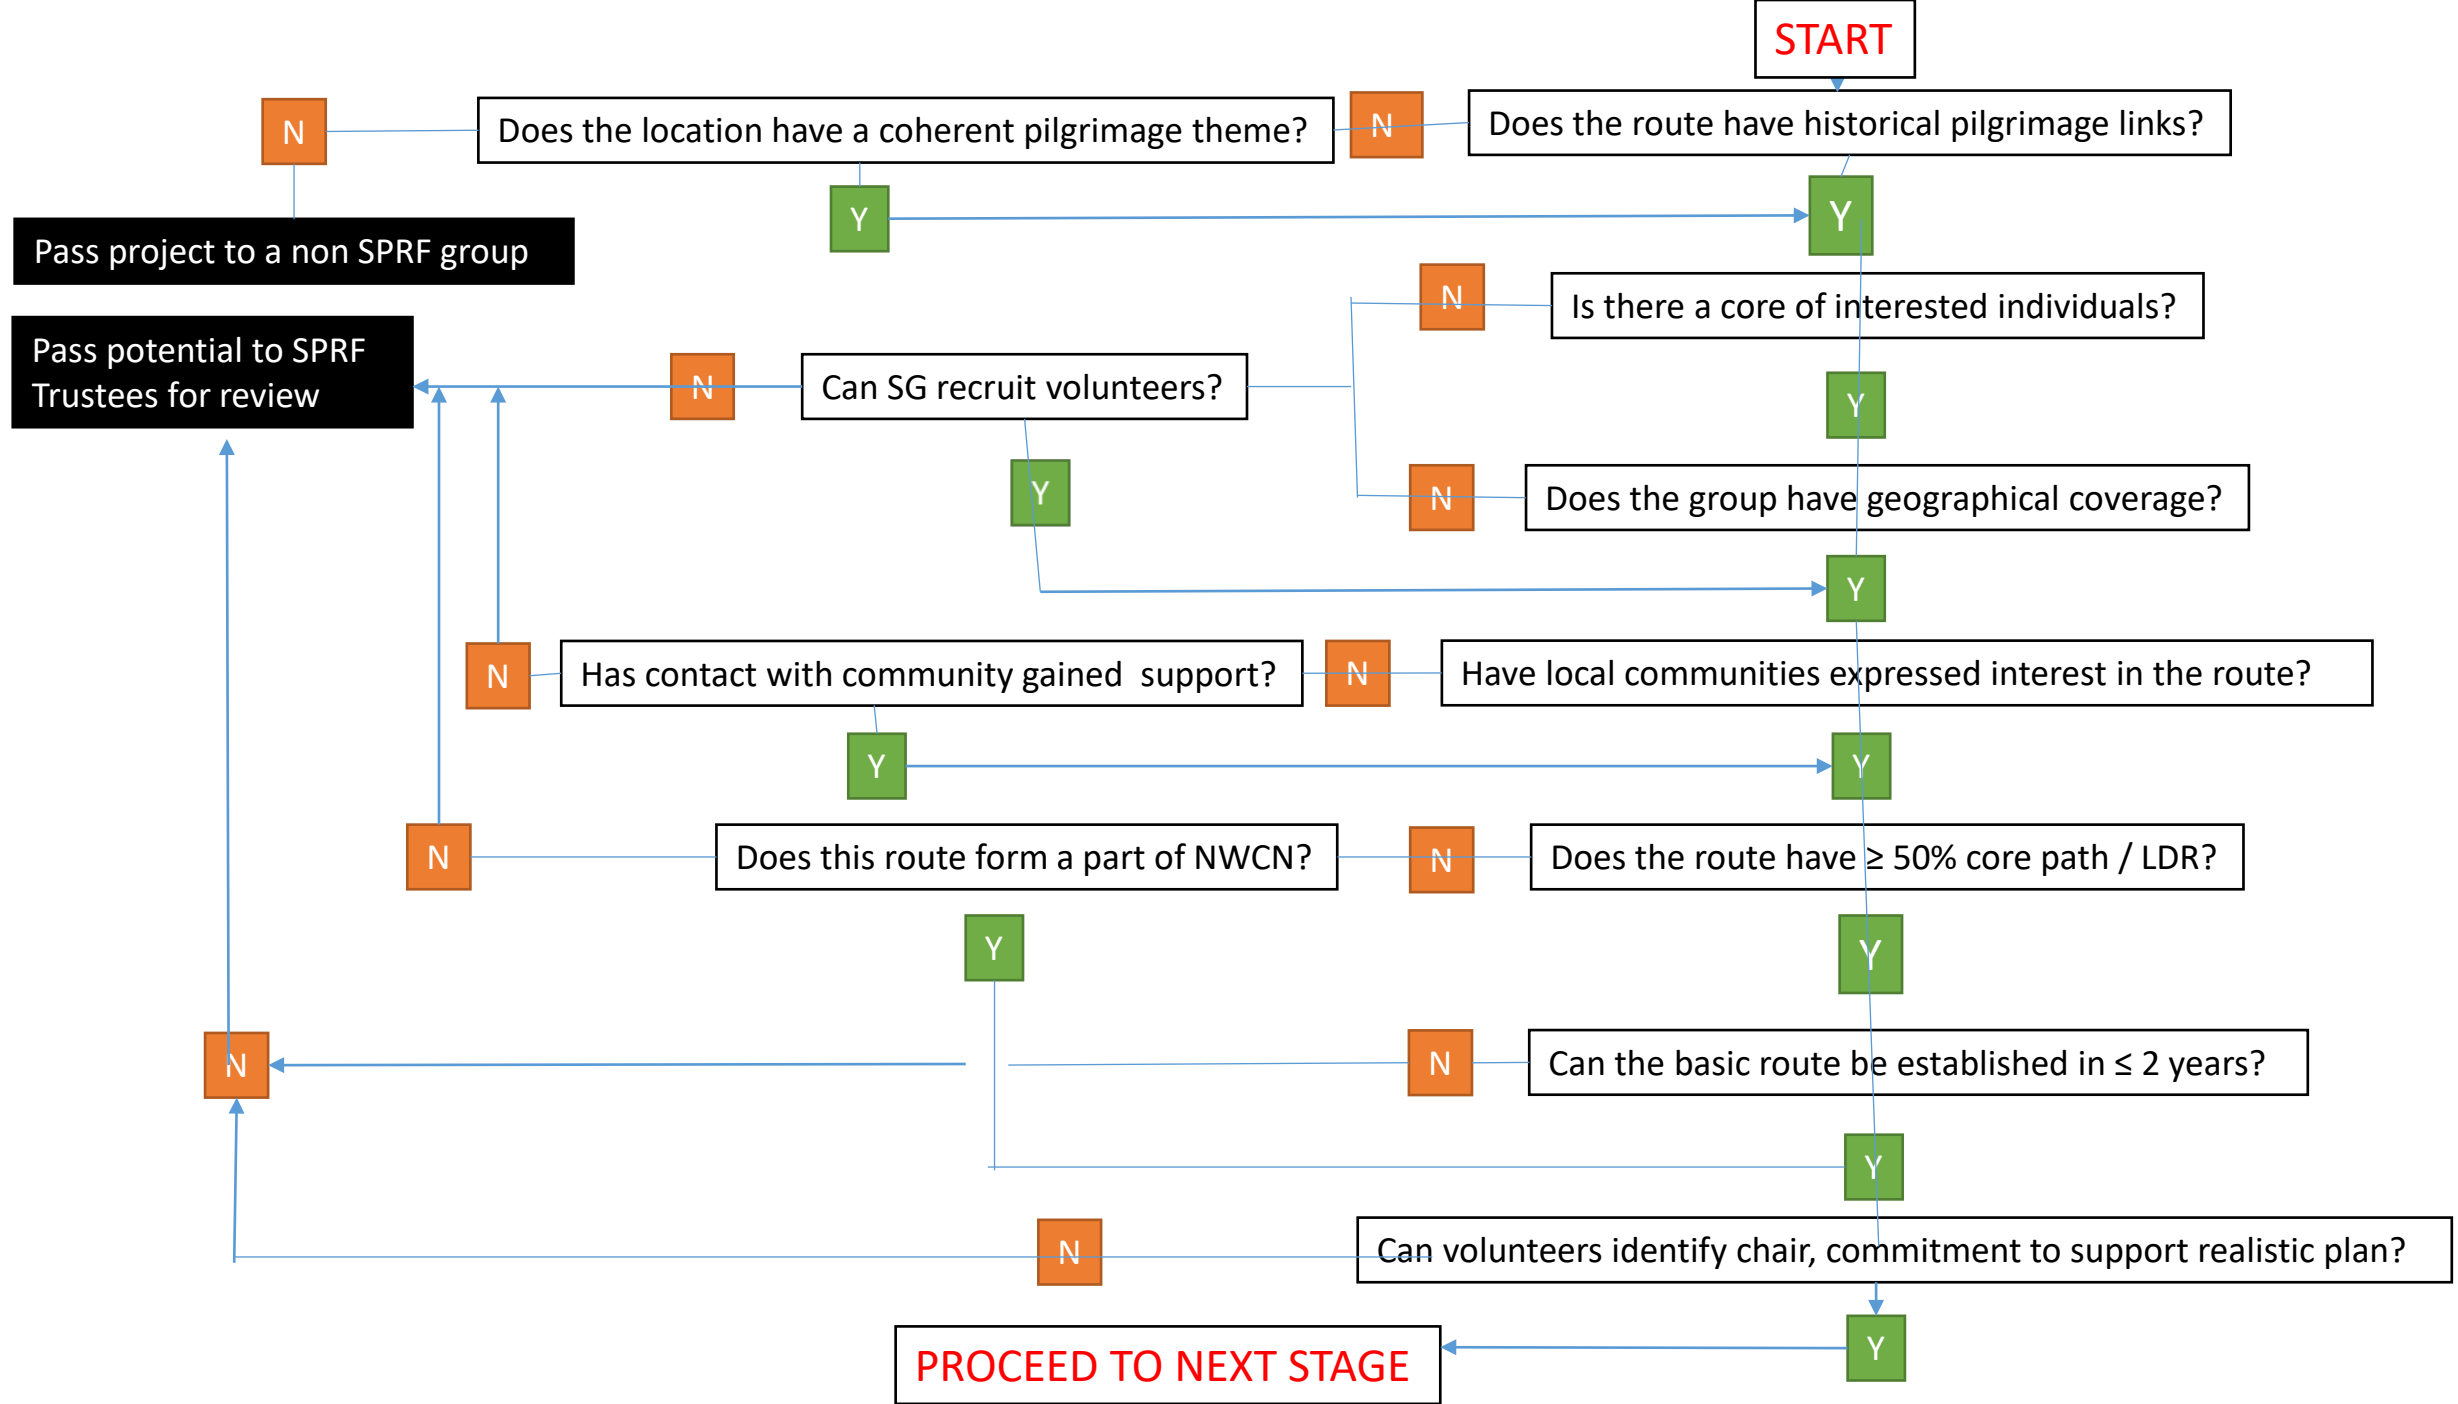 START
N
Does the location have a coherent pilgrimage theme?
N
Does the route have historical pilgrimage links?
Y
Y
Pass project to a non SPRF group
N
Is there a core of interested individuals?
Pass potential to SPRF
Trustees for review
N
Can SG recruit volunteers?
Y
Y
N
Does the group have geographical coverage?
Y
N
Has contact with community gained  support?
N
Have local communities expressed interest in the route?
Y
Y
N
Does this route form a part of NWCN?
N
Does the route have ≥ 50% core path / LDR?
Y
Y
N
N
Can the basic route be established in ≤ 2 years?
Y
N
Can volunteers identify chair, commitment to support realistic plan?
Y
PROCEED TO NEXT STAGE